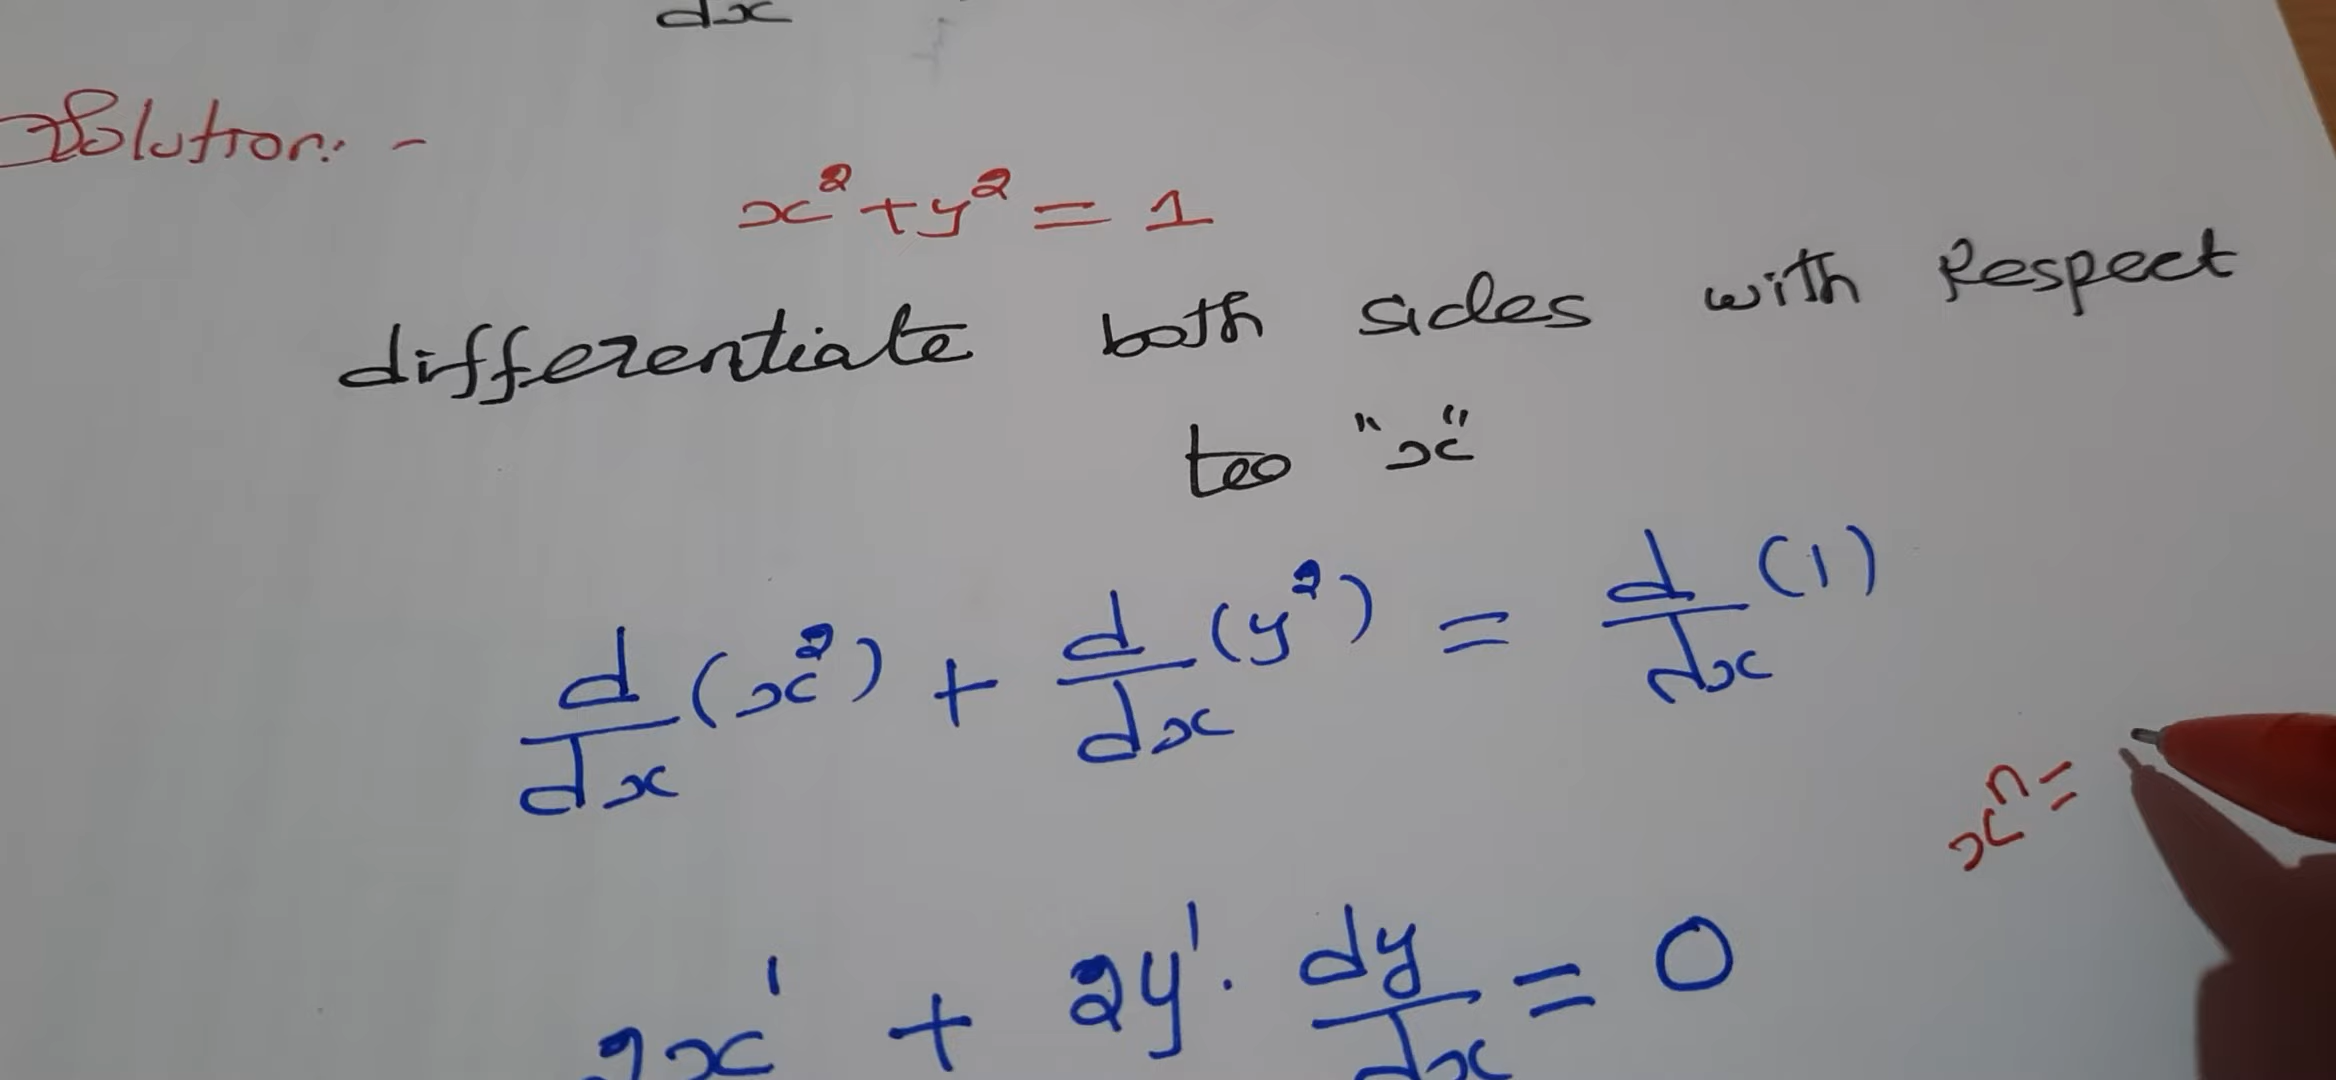 dx
Solution:-
x² + y² = 1
differentiate both sides with Respect
too "x"
d/dx (x²) + d/dx (y²) = d/dx (1)
xⁿ =
2x¹ + 2y¹ · dy/dx = 0